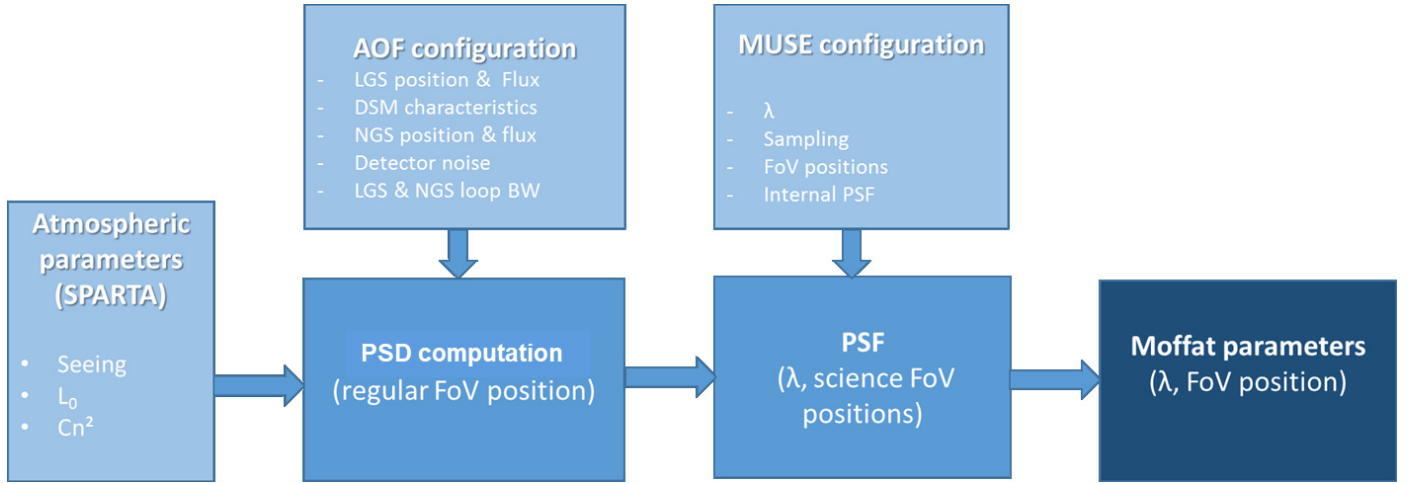 Atmospheric
parameters
(SPARTA)
• Seeing
• L₀
• Cn²
AOF configuration
- LGS position & Flux
- DSM characteristics
- NGS position & flux
- Detector noise
- LGS & NGS loop BW
PSD computation
(regular FoV position)
MUSE configuration
- λ
- Sampling
- FoV positions
- Internal PSF
PSF
(λ, science FoV
positions)
Moffat parameters
(λ, FoV position)